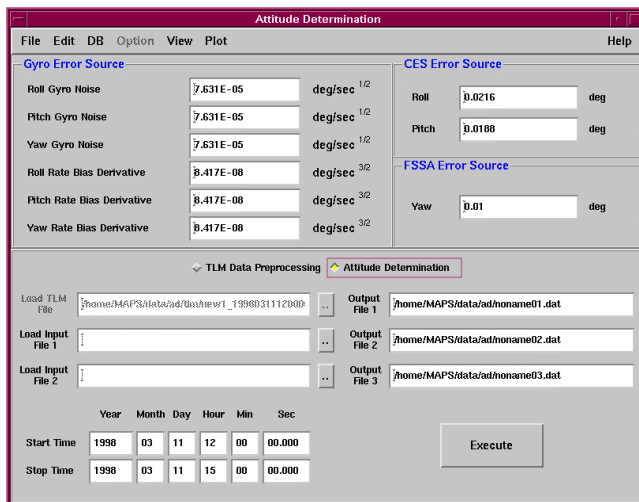 Attitude Determination
File Edit DB Option View Plot Help
Gyro Error Source
Roll Gyro Noise 7.631E-05 deg/sec 1/2
Pitch Gyro Noise 7.631E-05 deg/sec 1/2
Yaw Gyro Noise 7.631E-05 deg/sec 1/2
Roll Rate Bias Derivative 8.417E-08 deg/sec 3/2
Pitch Rate Bias Derivative 8.417E-08 deg/sec 3/2
Yaw Rate Bias Derivative 8.417E-08 deg/sec 3/2
CES Error Source
Roll 0.0216 deg
Pitch 0.0188 deg
FSSA Error Source
Yaw 0.01 deg
TLM Data Preprocessing Attitude Determination
Load TLM File /home/MAPS/data/ad/tlm/new1_1998031112000 ..
Output File 1 /home/MAPS/data/ad/noname01.dat
Load Input File 1 ..
Output File 2 /home/MAPS/data/ad/noname02.dat
Load Input File 2 ..
Output File 3 /home/MAPS/data/ad/noname03.dat
Year Month Day Hour Min Sec
Start Time 1998 03 11 12 00 00.000
Stop Time 1998 03 11 15 00 00.000
Execute